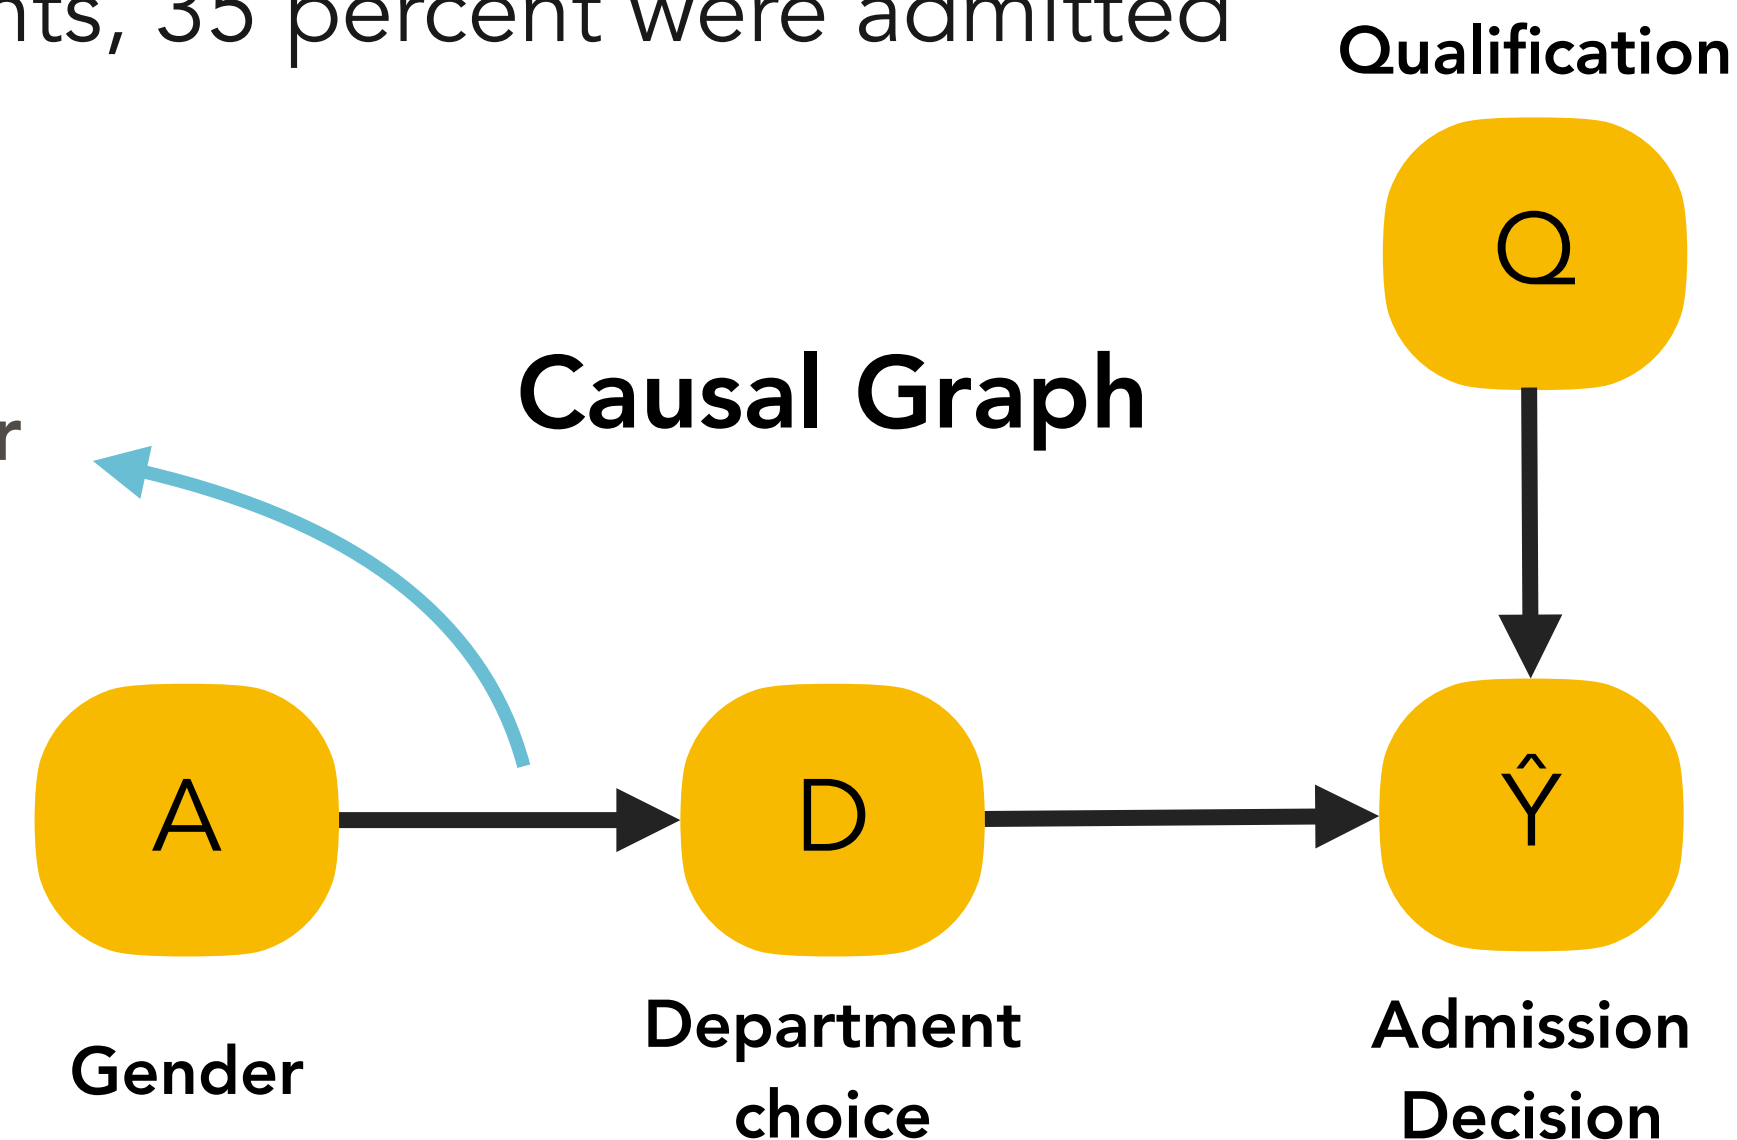 nts, 35 percent were admitted
Qualification
Q
Causal Graph
r
A
D
Ŷ
Gender
Department
choice
Admission
Decision